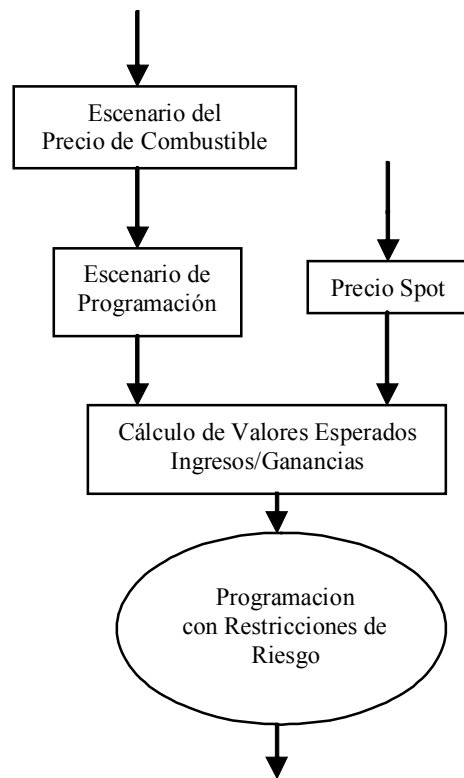 Escenario del
Precio de Combustible
Escenario de
Programación
Precio Spot
Cálculo de Valores Esperados
Ingresos/Ganancias
Programacion
con Restricciones de
Riesgo